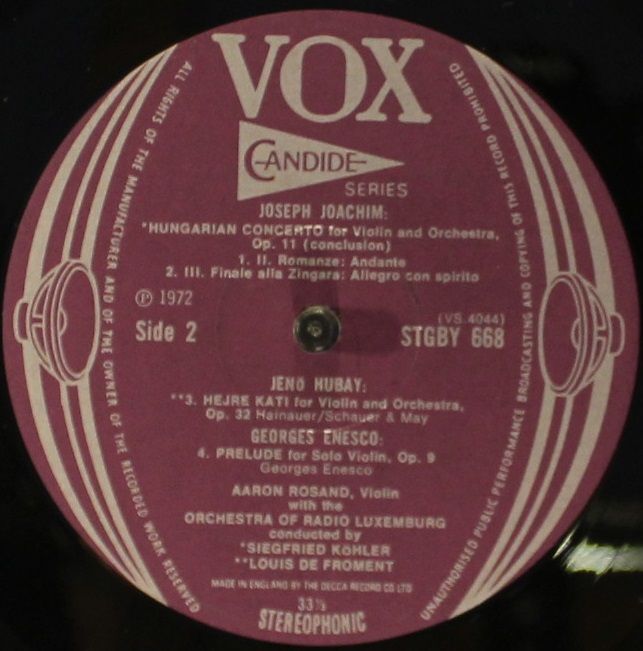 VOX
CANDIDE
SERIES
JOSEPH JOACHIM:
*HUNGARIAN CONCERTO for Violin and Orchestra,
Op. 11 (conclusion)
1. II. Romanze: Andante
2. III. Finale alla Zingara: Allegro con spirito
℗ 1972
(VS.4044)
Side 2
STGBY 668
JENö HUBAY:
**3. HEJRE KATI for Violin and Orchestra,
Op. 32 Hainauer/Schauer & May
GEORGES ENESCO:
4. PRELUDE for Solo Violin, Op. 9
Georges Enesco
AARON ROSAND, Violin
with the
ORCHESTRA OF RADIO LUXEMBURG
conducted by
*SIEGFRIED KöHLER
**LOUIS DE FROMENT
MADE IN ENGLAND BY THE DECCA RECORD CO LTD
33⅓
STEREOPHONIC
ALL RIGHTS OF THE MANUFACTURER AND OF THE OWNER OF THE RECORDED WORK RESERVED
UNAUTHORISED PUBLIC PERFORMANCE BROADCASTING AND COPYING OF THIS RECORD PROHIBITED